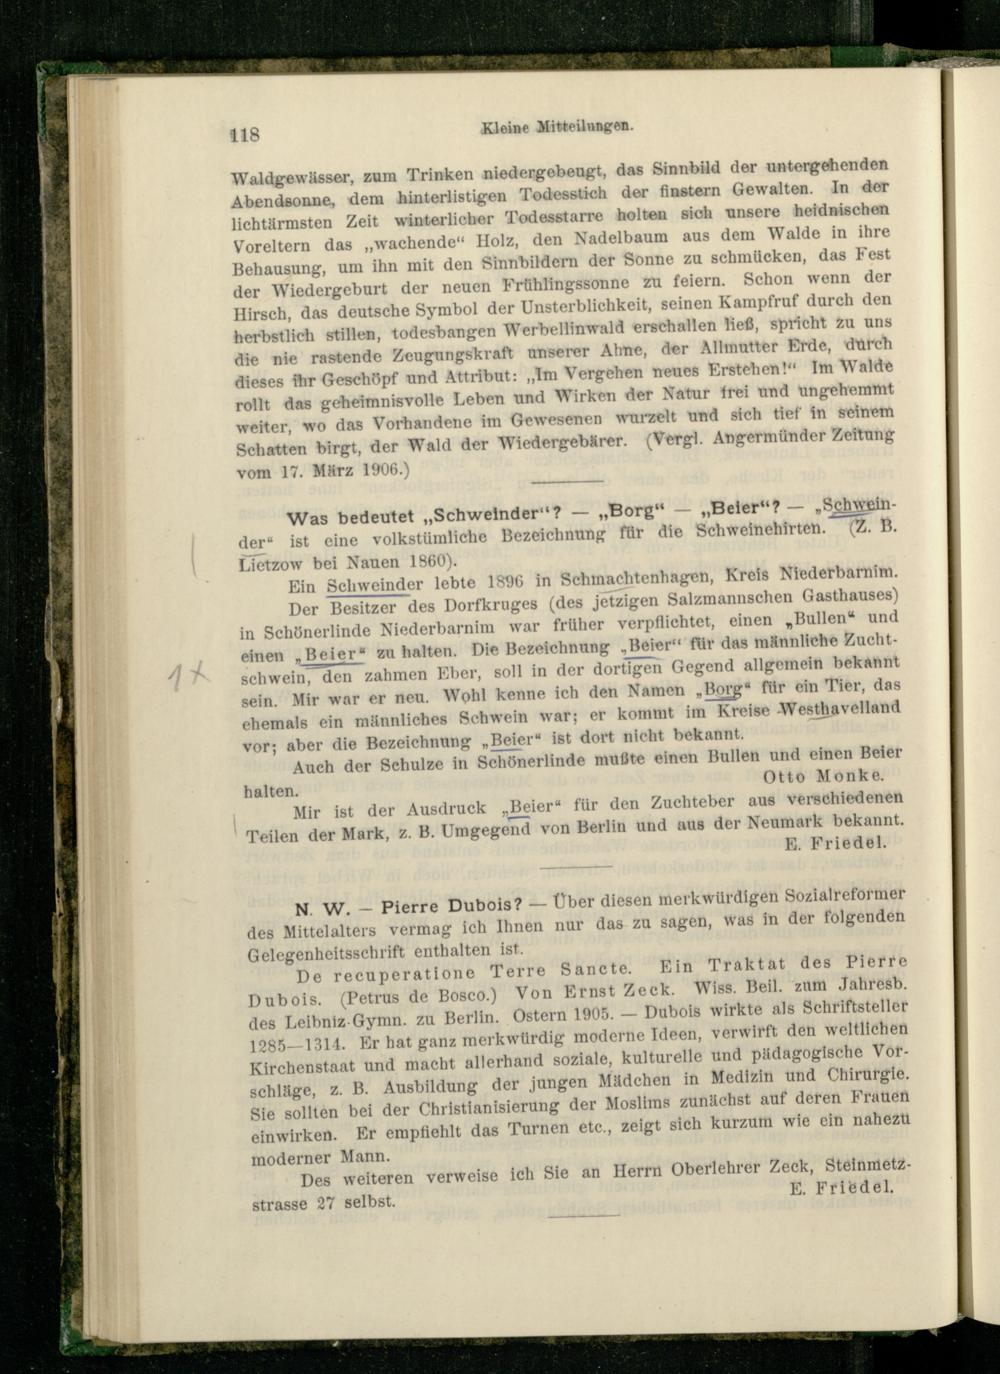 118
Kleine Mitteilungen.
Waldgewässer, zum Trinken niedergebeugt, das Sinnbild der untergehenden
Abendsonne, dem hinterlistigen Todesstich der finstern Gewalten. In der
lichtärmsten Zeit winterlicher Todesstarre holten sich unsere heidnischen
Voreltern das „wachende“ Holz, den Nadelbaum aus dem Walde in ihre
Behausung, um ihn mit den Sinnbildern der Sonne zu schmücken, das Fest
der Wiedergeburt der neuen Frühlingssonne zu feiern. Schon wenn der
Hirsch, das deutsche Symbol der Unsterblichkeit, seinen Kampfruf durch den
herbstlich stillen, todesbangen Werbellinwald erschallen ließ, spricht zu uns
die nie rastende Zeugungskraft unserer Ahne, der Allmutter Erde, durch
dieses ihr Geschöpf und Attribut: „Im Vergehen neues Erstehen!“ Im Walde
rollt das geheimnisvolle Leben und Wirken der Natur frei und ungehemmt
weiter, wo das Vorhandene im Gewesenen wurzelt und sich tief in seinem
Schatten birgt, der Wald der Wiedergebärer. (Vergl. Angermünder Zeitung
vom 17. März 1906.)
Was bedeutet „Schweinder“? — „Borg“ — „Beier“? — „Schwein-
der“ ist eine volkstümliche Bezeichnung für die Schweinehirten. (Z. B.
Lietzow bei Nauen 1860).
Ein Schweinder lebte 1896 in Schmachtenhagen, Kreis Niederbarnim.
Der Besitzer des Dorfkruges (des jetzigen Salzmannschen Gasthauses)
in Schönerlinde Niederbarnim war früher verpflichtet, einen „Bullen“ und
einen „Beier“ zu halten. Die Bezeichnung „Beier“ für das männliche Zucht-
schwein, den zahmen Eber, soll in der dortigen Gegend allgemein bekannt
1 x
sein. Mir war er neu. Wohl kenne ich den Namen „Borg“ für ein Tier, das
ehemals ein männliches Schwein war; er kommt im Kreise Westhavelland
vor; aber die Bezeichnung „Beier“ ist dort nicht bekannt.
Auch der Schulze in Schönerlinde mußte einen Bullen und einen Beier
halten. Otto Monke.
Mir ist der Ausdruck „Beier“ für den Zuchteber aus verschiedenen
Teilen der Mark, z. B. Umgegend von Berlin und aus der Neumark bekannt.
E. Friedel.
N. W. — Pierre Dubois? — Über diesen merkwürdigen Sozialreformer
des Mittelalters vermag ich Ihnen nur das zu sagen, was in der folgenden
Gelegenheitsschrift enthalten ist.
De recuperatione Terre Sancte. Ein Traktat des Pierre
Dubois. (Petrus de Bosco.) Von Ernst Zeck. Wiss. Beil. zum Jahresb.
des Leibniz-Gymn. zu Berlin. Ostern 1905. — Dubois wirkte als Schriftsteller
1285—1314. Er hat ganz merkwürdig moderne Ideen, verwirft den weltlichen
Kirchenstaat und macht allerhand soziale, kulturelle und pädagogische Vor-
schläge, z. B. Ausbildung der jungen Mädchen in Medizin und Chirurgie.
Sie sollten bei der Christianisierung der Moslims zunächst auf deren Frauen
einwirken. Er empfiehlt das Turnen etc., zeigt sich kurzum wie ein nahezu
moderner Mann.
Des weiteren verweise ich Sie an Herrn Oberlehrer Zeck, Steinmetz-
strasse 27 selbst. E. Friedel.